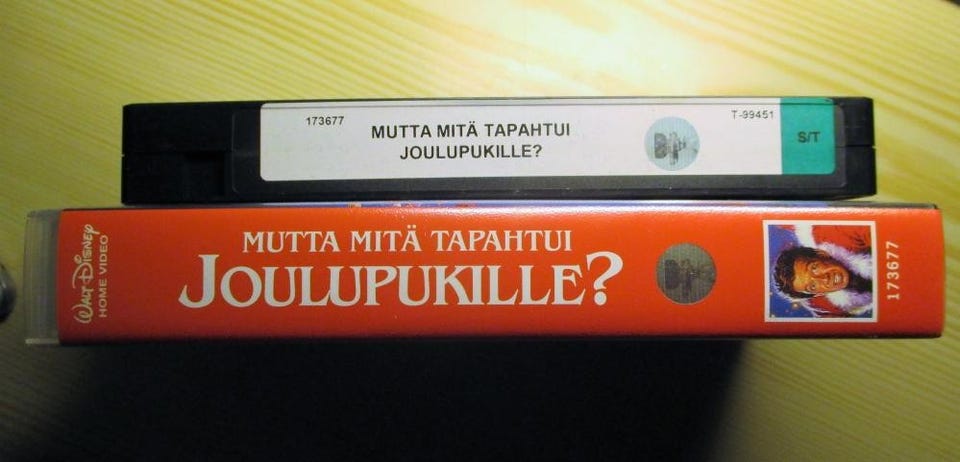 173677
MUTTA MITÄ TAPAHTUI
JOULUPUKILLE?
T-99451
S/T
WALT DISNEY
HOME VIDEO
MUTTA MITÄ TAPAHTUI
JOULUPUKILLE?
173677